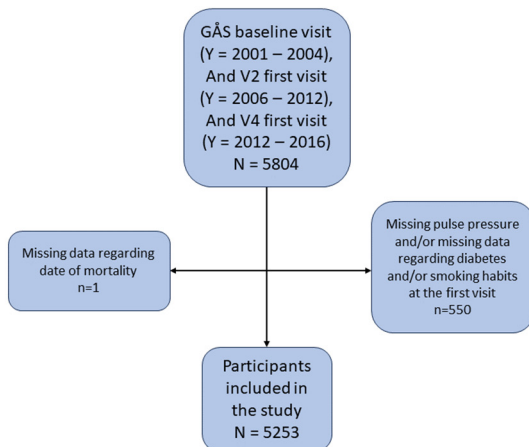 GÅS baseline visit
(Y = 2001 – 2004),
And V2 first visit
(Y = 2006 – 2012),
And V4 first visit
(Y = 2012 – 2016)
N = 5804
Missing data regarding
date of mortality
n=1
Missing pulse pressure
and/or missing data
regarding diabetes
and/or smoking habits
at the first visit
n=550
Participants
included in
the study
N = 5253